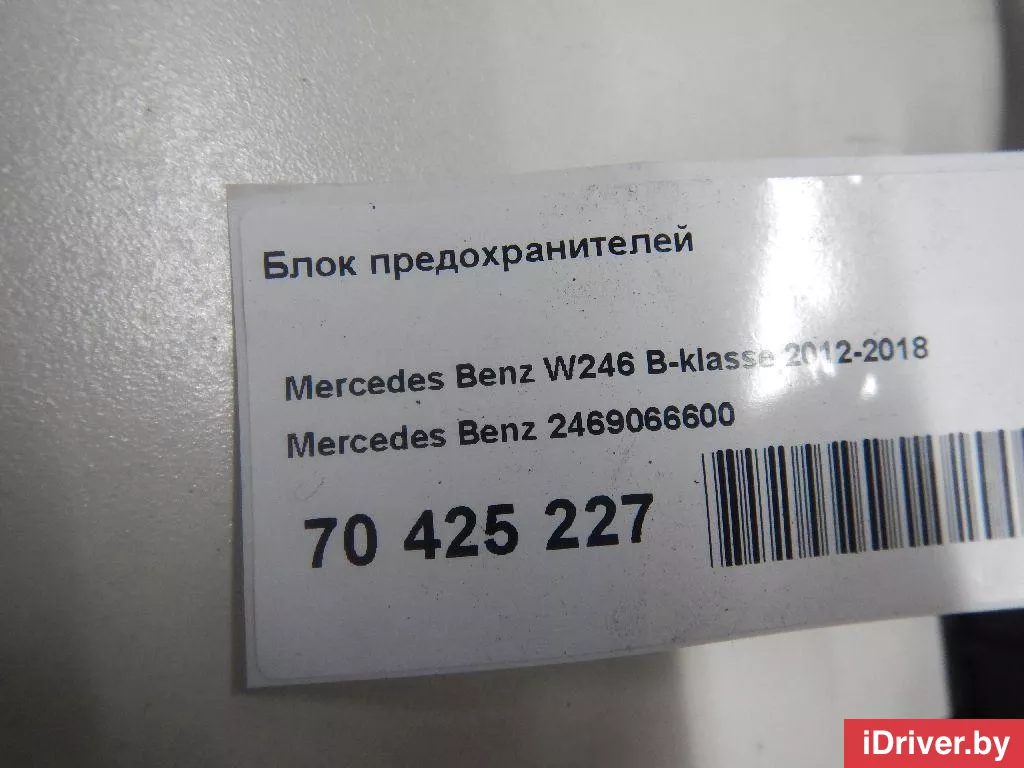 Блок предохранителей
Mercedes Benz W246 B-klasse 2012-2018
Mercedes Benz 2469066600
70 425 227
iDriver.by